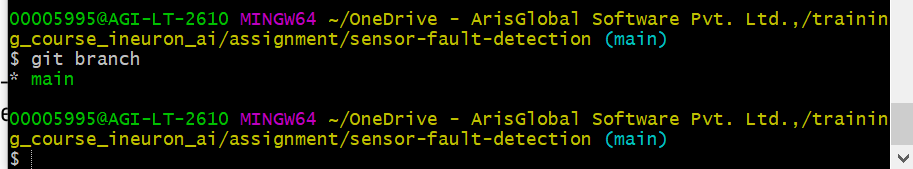 00005995@AGI-LT-2610 MINGW64 ~/OneDrive - ArisGlobal Software Pvt. Ltd.,/trainin
g_course_ineuron_ai/assignment/sensor-fault-detection (main)
$ git branch
* main
00005995@AGI-LT-2610 MINGW64 ~/OneDrive - ArisGlobal Software Pvt. Ltd.,/trainin
g_course_ineuron_ai/assignment/sensor-fault-detection (main)
$